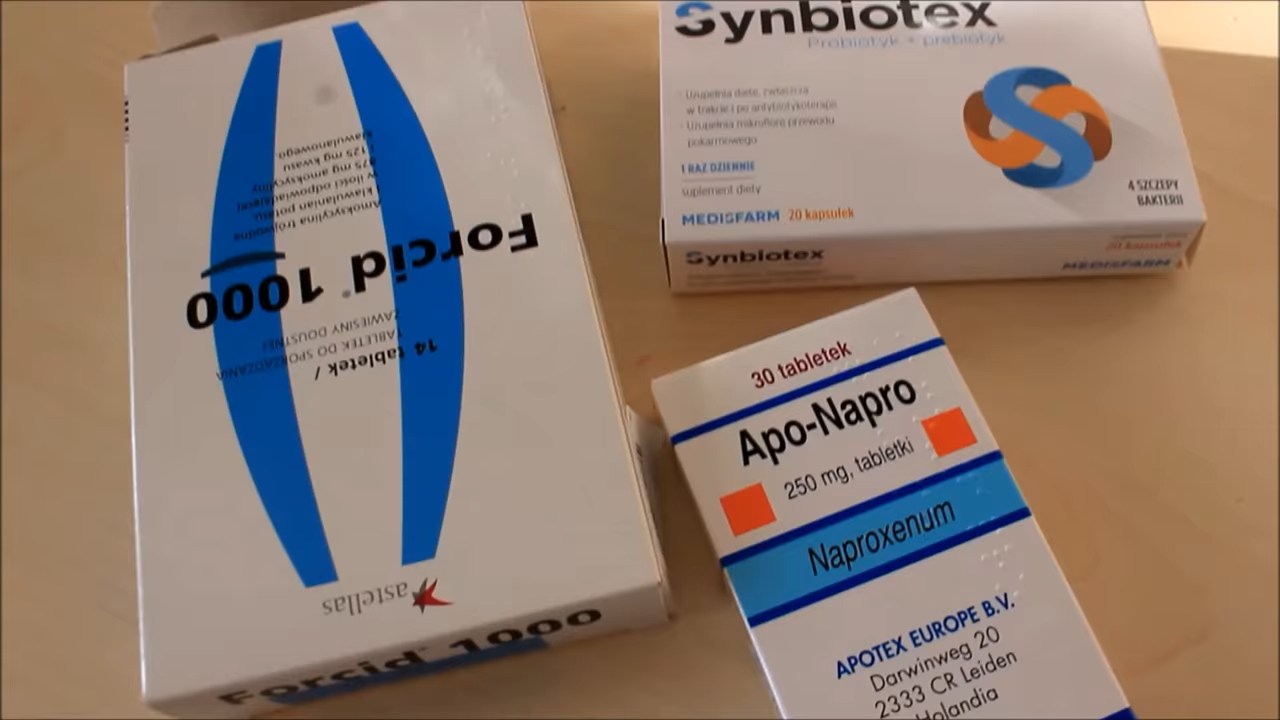 Forcid® 1000
Amoksycylina trójwodna
i klawulanian potasu
w ilości odpowiadającej
875 mg amoksycyliny
i 125 mg kwasu
klawulanowego.
14 tabletek /
TABLETEK DO SPORZĄDZANIA
ZAWIESINY DOUSTNEJ
astellas
Forcid® 1000
Synbiotex
Probiotyk + prebiotyk
- Uzupełnia dietę, zwłaszcza
w trakcie i po antybiotykoterapii
- Uzupełnia mikroflorę przewodu
pokarmowego
1 RAZ DZIENNIE
suplement diety
MEDISFARM 20 kapsułek
4 SZCZEPY
BAKTERII
Synbiotex
suplement diety
20 kapsułek
MEDISFARM
30 tabletek
Apo-Napro
250 mg, tabletki
Naproxenum
APOTEX EUROPE B.V.
Darwinweg 20
2333 CR Leiden
Holandia